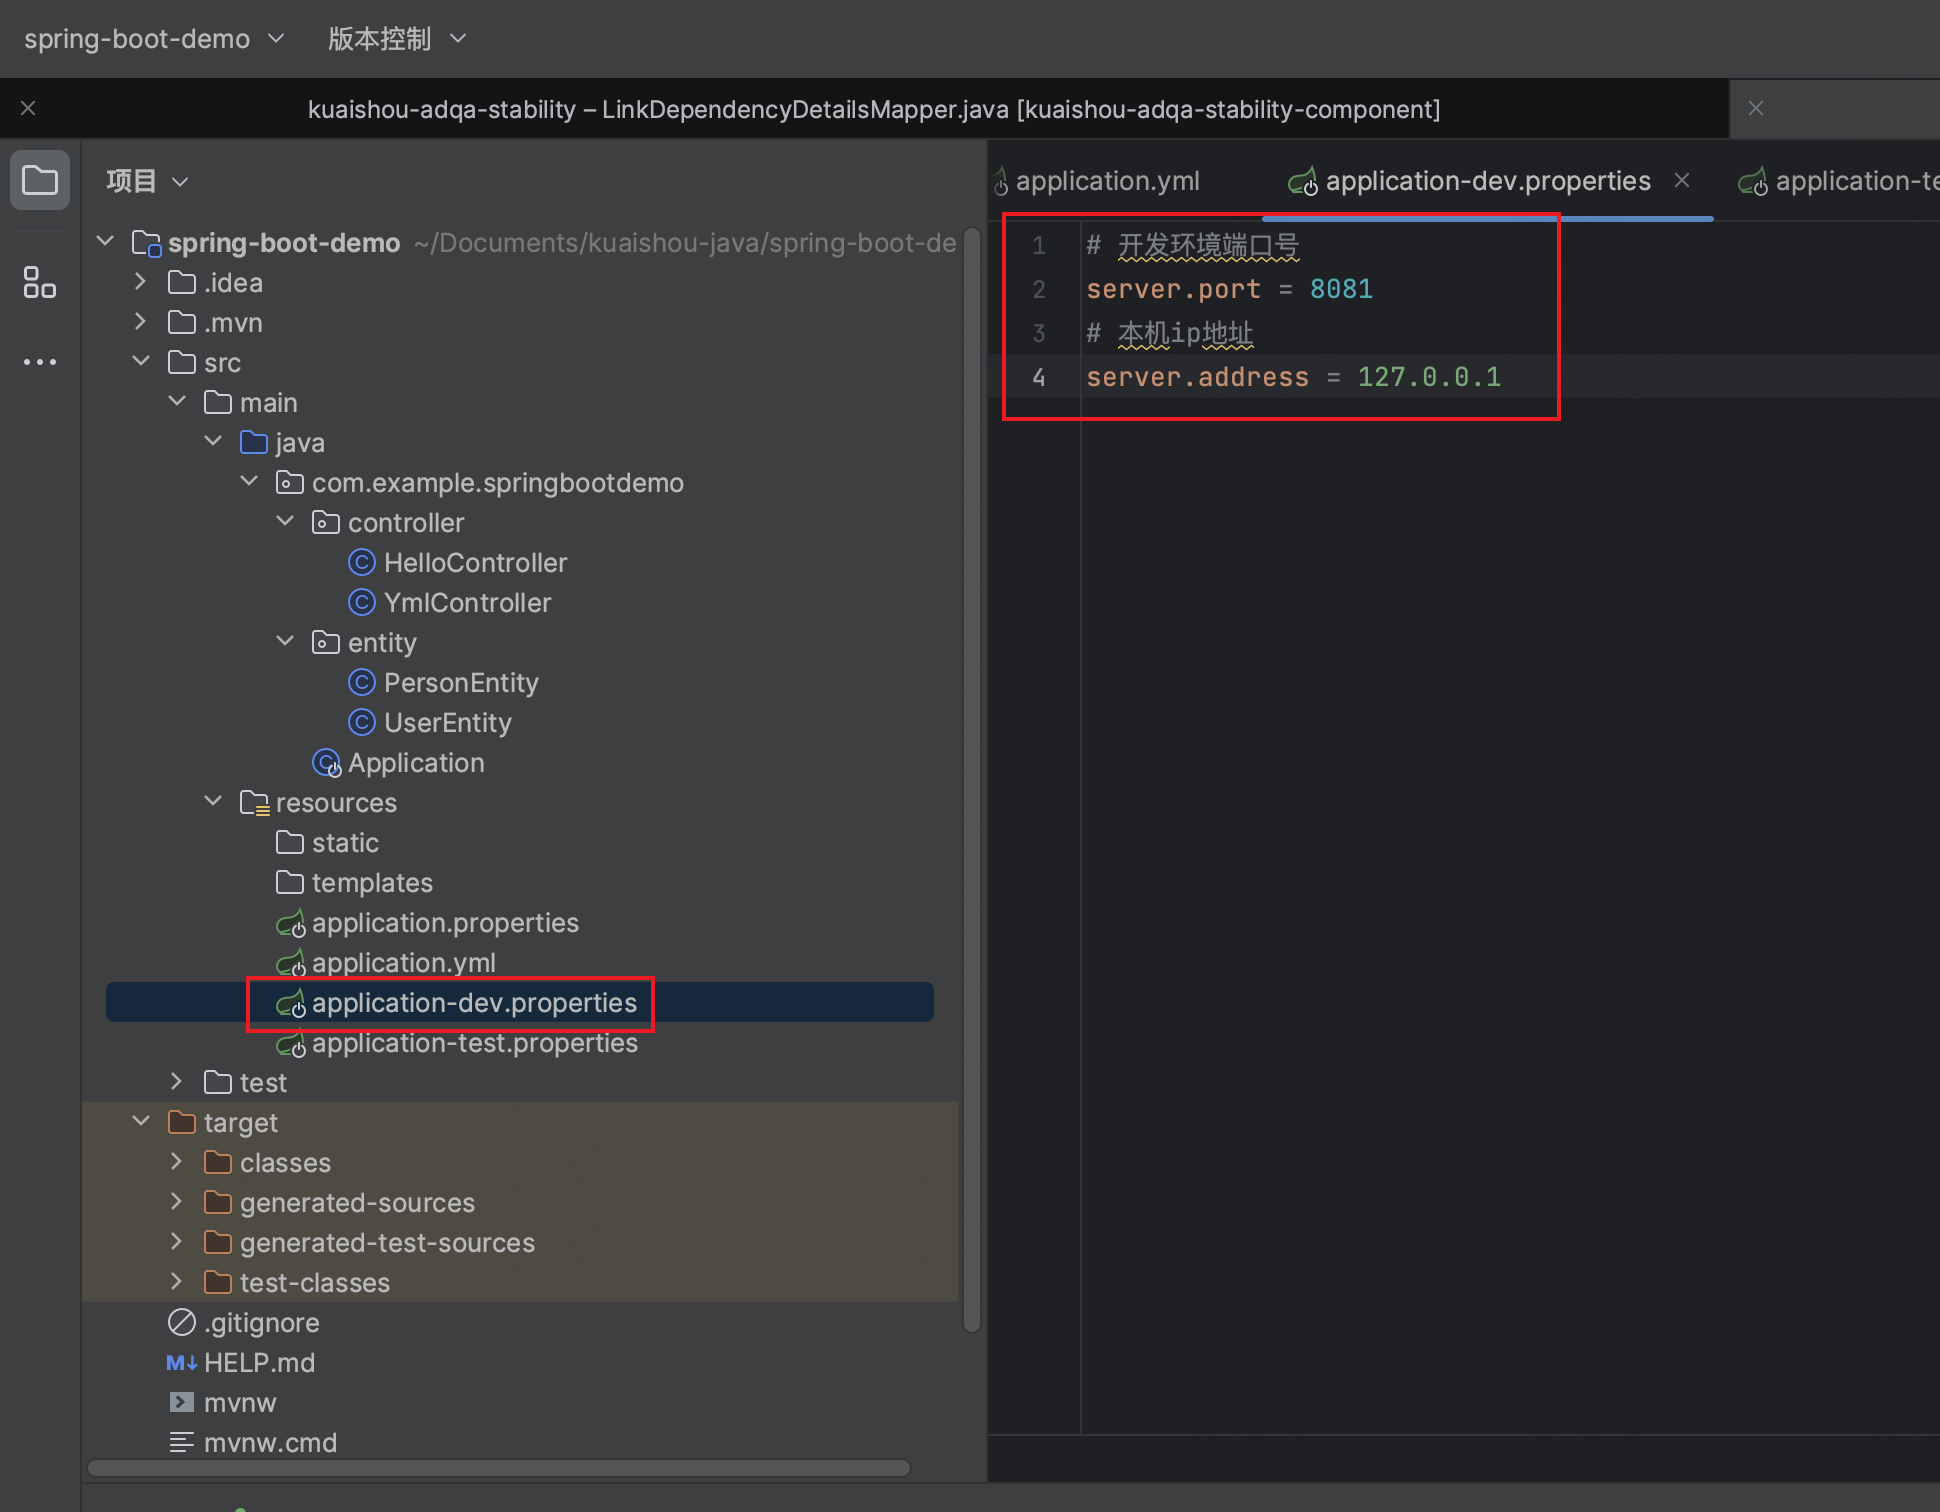 spring-boot-demo 版本控制
kuaishou-adqa-stability – LinkDependencyDetailsMapper.java [kuaishou-adqa-stability-component]
项目
spring-boot-demo ~/Documents/kuaishou-java/spring-boot-de
.idea
.mvn
src
main
java
com.example.springbootdemo
controller
HelloController
YmlController
entity
PersonEntity
UserEntity
Application
resources
static
templates
application.properties
application.yml
application-dev.properties
application-test.properties
test
target
classes
generated-sources
generated-test-sources
test-classes
.gitignore
M↓ HELP.md
mvnw
mvnw.cmd
application.yml application-dev.properties application-te
1 # 开发环境端口号
2 server.port = 8081
3 # 本机ip地址
4 server.address = 127.0.0.1